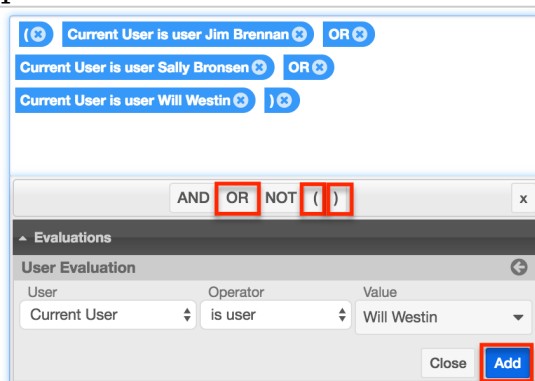 ( Current User is user Jim Brennan OR
Current User is user Sally Bronsen OR
Current User is user Will Westin )
AND OR NOT ( ) x
Evaluations
User Evaluation
User Operator Value
Current User is user Will Westin
Close Add